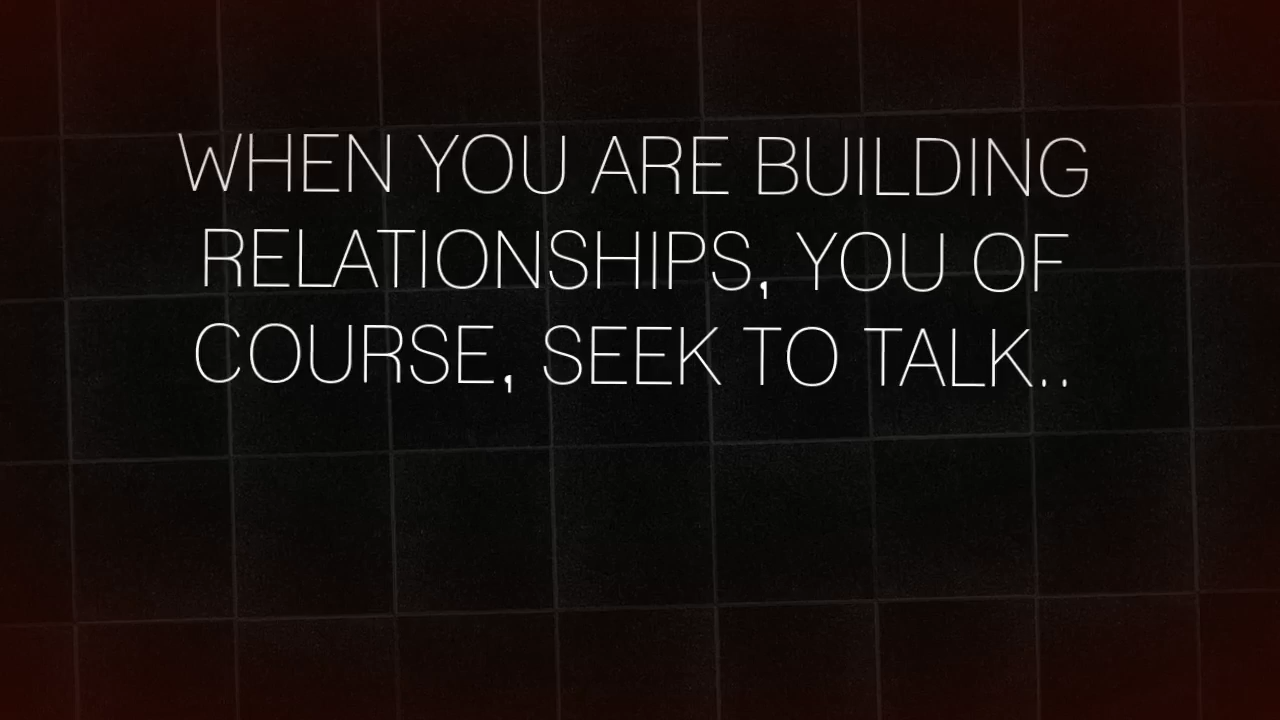 WHEN YOU ARE BUILDING
RELATIONSHIPS, YOU OF
COURSE, SEEK TO TALK..